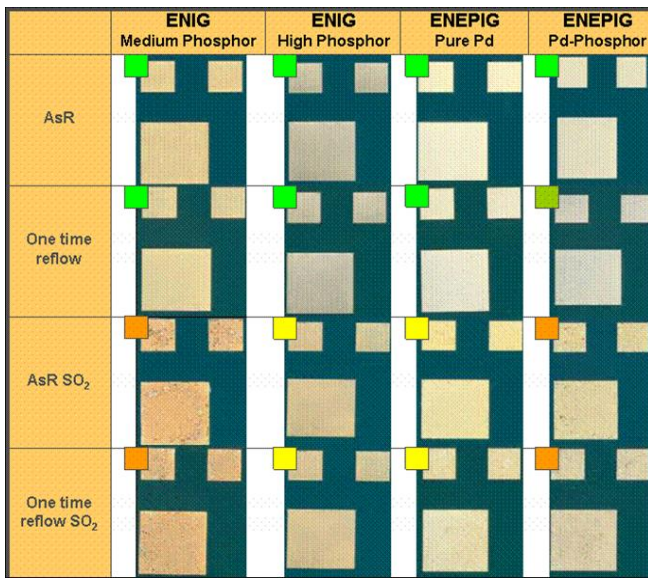 ENIG
Medium Phosphor
ENIG
High Phosphor
ENEPIG
Pure Pd
ENEPIG
Pd-Phosphor
AsR
One time
reflow
AsR SO₂
One time
reflow SO₂